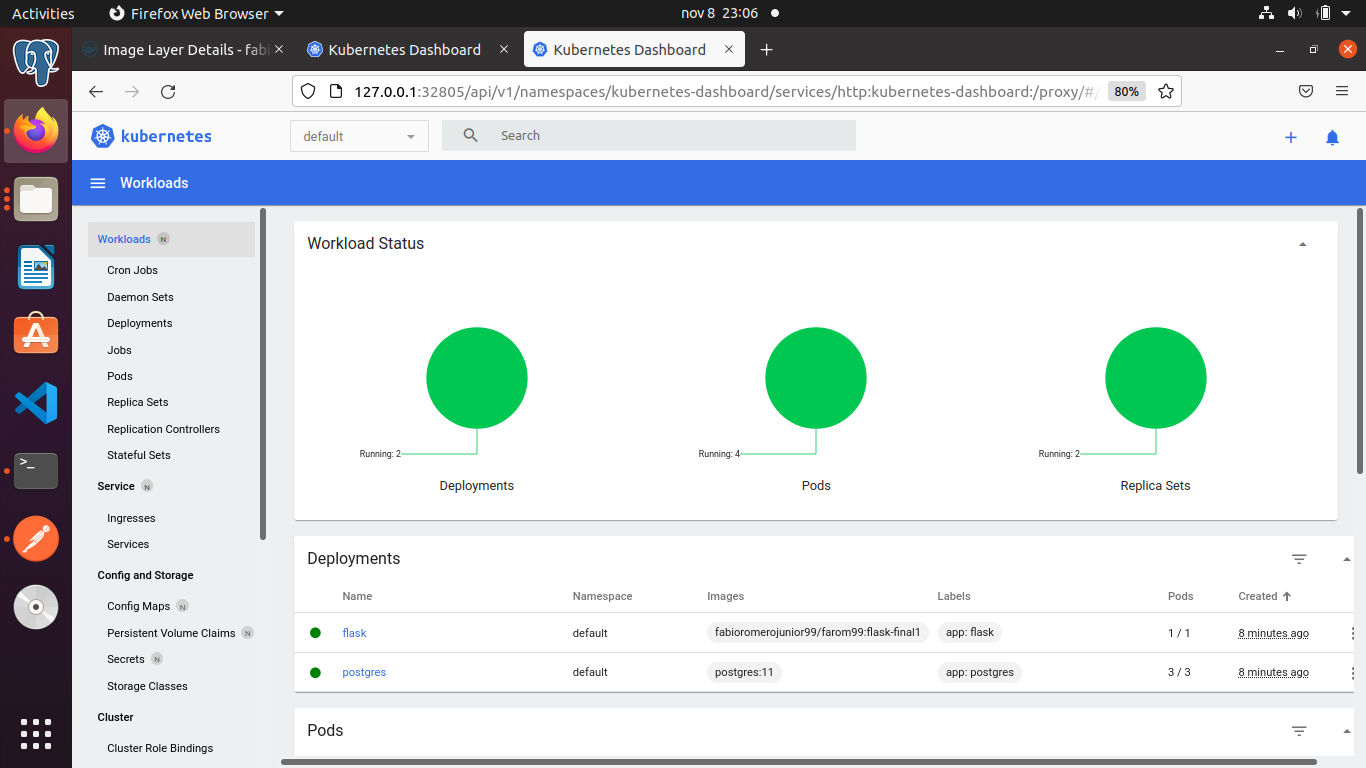 Activities Firefox Web Browser nov 8 23:06
Image Layer Details - fabi Kubernetes Dashboard Kubernetes Dashboard
127.0.0.1:32805/api/v1/namespaces/kubernetes-dashboard/services/http:kubernetes-dashboard:/proxy/#/ 80%
kubernetes default Search
Workloads
Workloads N
Cron Jobs
Daemon Sets
Deployments
Jobs
Pods
Replica Sets
Replication Controllers
Stateful Sets
Service N
Ingresses
Services
Config and Storage
Config Maps N
Persistent Volume Claims N
Secrets N
Storage Classes
Cluster
Cluster Role Bindings
Workload Status
Running: 2 Running: 4 Running: 2
Deployments Pods Replica Sets
Deployments
Name Namespace Images Labels Pods Created
flask default fabioromerojunior99/farom99:flask-final1 app: flask 1 / 1 8 minutes ago
postgres default postgres:11 app: postgres 3 / 3 8 minutes ago
Pods